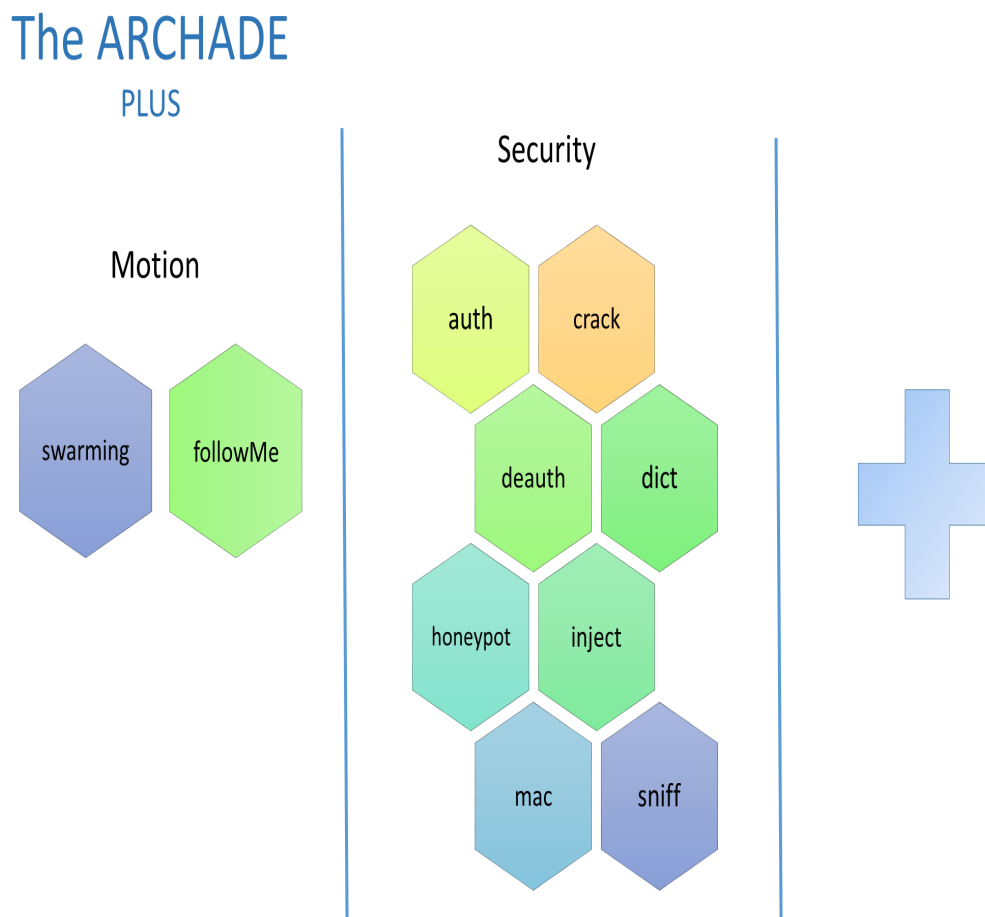 The ARCHADE
PLUS
Motion
swarming
followMe
Security
auth
crack
deauth
dict
honeypot
inject
mac
sniff